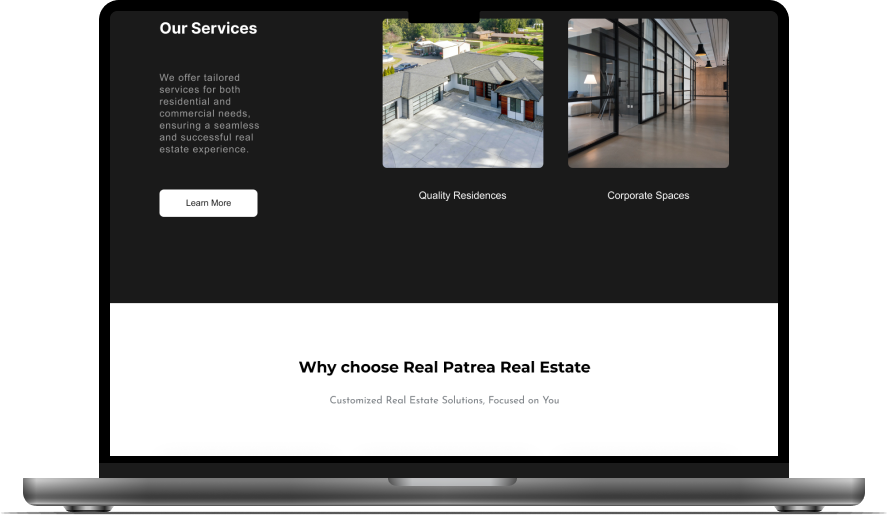 Our Services
We offer tailored
services for both
residential and
commercial needs,
ensuring a seamless
and successful real
estate experience.
Learn More
Quality Residences
Corporate Spaces
Why choose Real Patrea Real Estate
Customized Real Estate Solutions, Focused on You